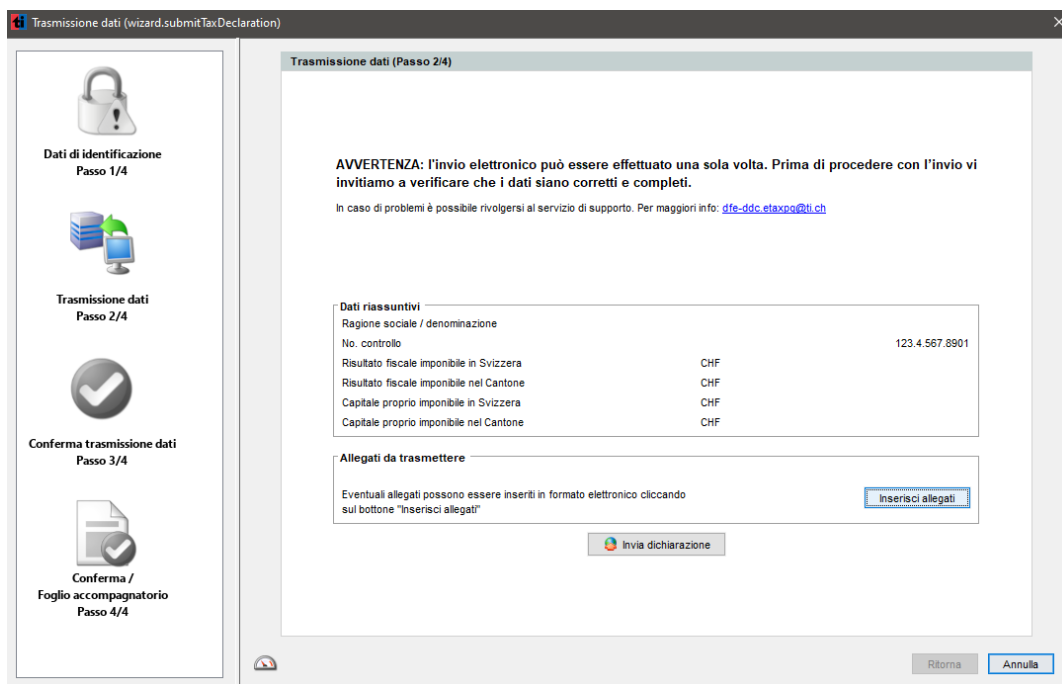 ti Trasmissione dati (wizard.submitTaxDeclaration)
Dati di identificazione
Passo 1/4
Trasmissione dati
Passo 2/4
Conferma trasmissione dati
Passo 3/4
Conferma /
Foglio accompagnatorio
Passo 4/4
Trasmissione dati (Passo 2/4)
AVVERTENZA: l'invio elettronico può essere effettuato una sola volta. Prima di procedere con l'invio vi
invitiamo a verificare che i dati siano corretti e completi.
In caso di problemi è possibile rivolgersi al servizio di supporto. Per maggiori info: dfe-ddc.etaxpg@ti.ch
Dati riassuntivi
Ragione sociale / denominazione
No. controllo 123.4.567.8901
Risultato fiscale imponibile in Svizzera CHF
Risultato fiscale imponibile nel Cantone CHF
Capitale proprio imponibile in Svizzera CHF
Capitale proprio imponibile nel Cantone CHF
Allegati da trasmettere
Eventuali allegati possono essere inseriti in formato elettronico cliccando
sul bottone "Inserisci allegati"
Inserisci allegati
Invia dichiarazione
Ritorna Annulla